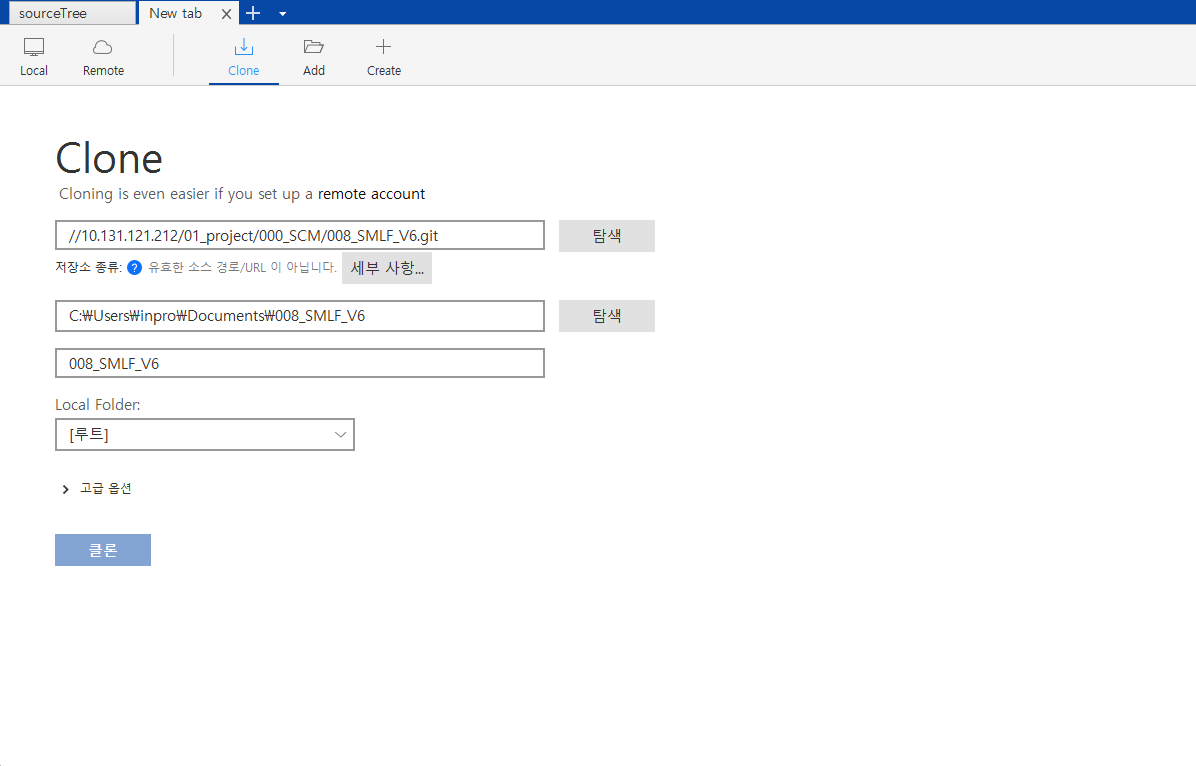 sourceTree
New tab
Local
Remote
Clone
Add
Create
Clone
Cloning is even easier if you set up a remote account
//10.131.121.212/01_project/000_SCM/008_SMLF_V6.git
탐색
저장소 종류: ? 유효한 소스 경로/URL 이 아닙니다. 세부 사항...
C:₩Users₩inpro₩Documents₩008_SMLF_V6
탐색
008_SMLF_V6
Local Folder:
[루트]
고급 옵션
클론